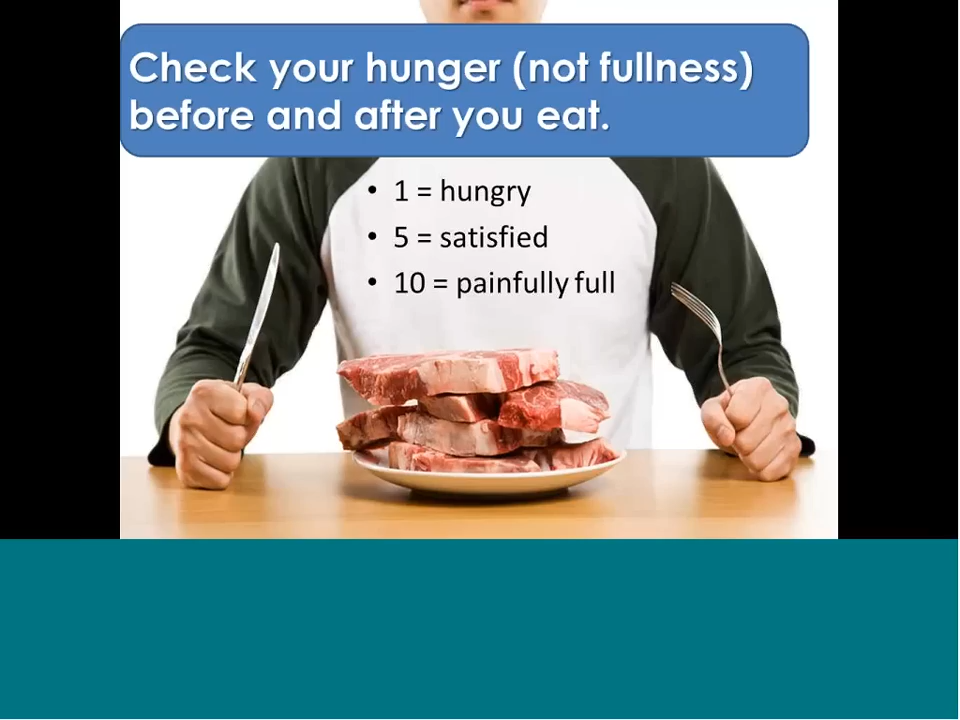 Check your hunger (not fullness)
before and after you eat.
• 1 = hungry
• 5 = satisfied
• 10 = painfully full